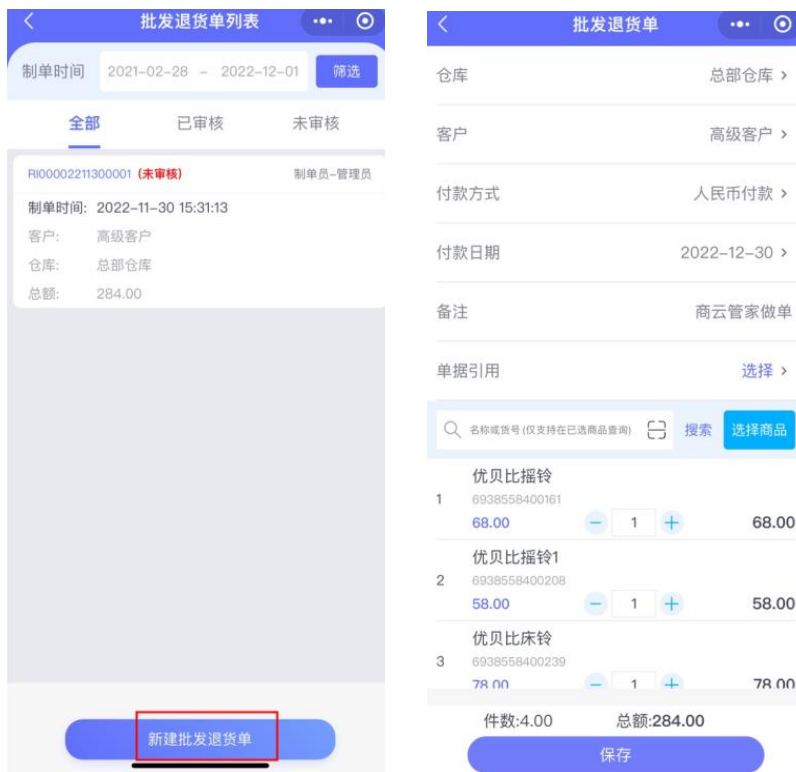 批发退货单列表
制单时间 2021-02-28 - 2022-12-01 筛选
全部 已审核 未审核
RI00002211300001 (未审核) 制单员-管理员
制单时间: 2022-11-30 15:31:13
客户: 高级客户
仓库: 总部仓库
总额: 284.00
新建批发退货单
批发退货单
仓库 总部仓库 >
客户 高级客户 >
付款方式 人民币付款 >
付款日期 2022-12-30 >
备注 商云管家做单
单据引用 选择 >
名称或货号(仅支持在已选商品查询) 搜索 选择商品
优贝比摇铃
1 6938558400161
68.00 - 1 + 68.00
优贝比摇铃1
2 6938558400208
58.00 - 1 + 58.00
优贝比床铃
3 6938558400239
78.00 - 1 + 78.00
件数:4.00 总额:284.00
保存